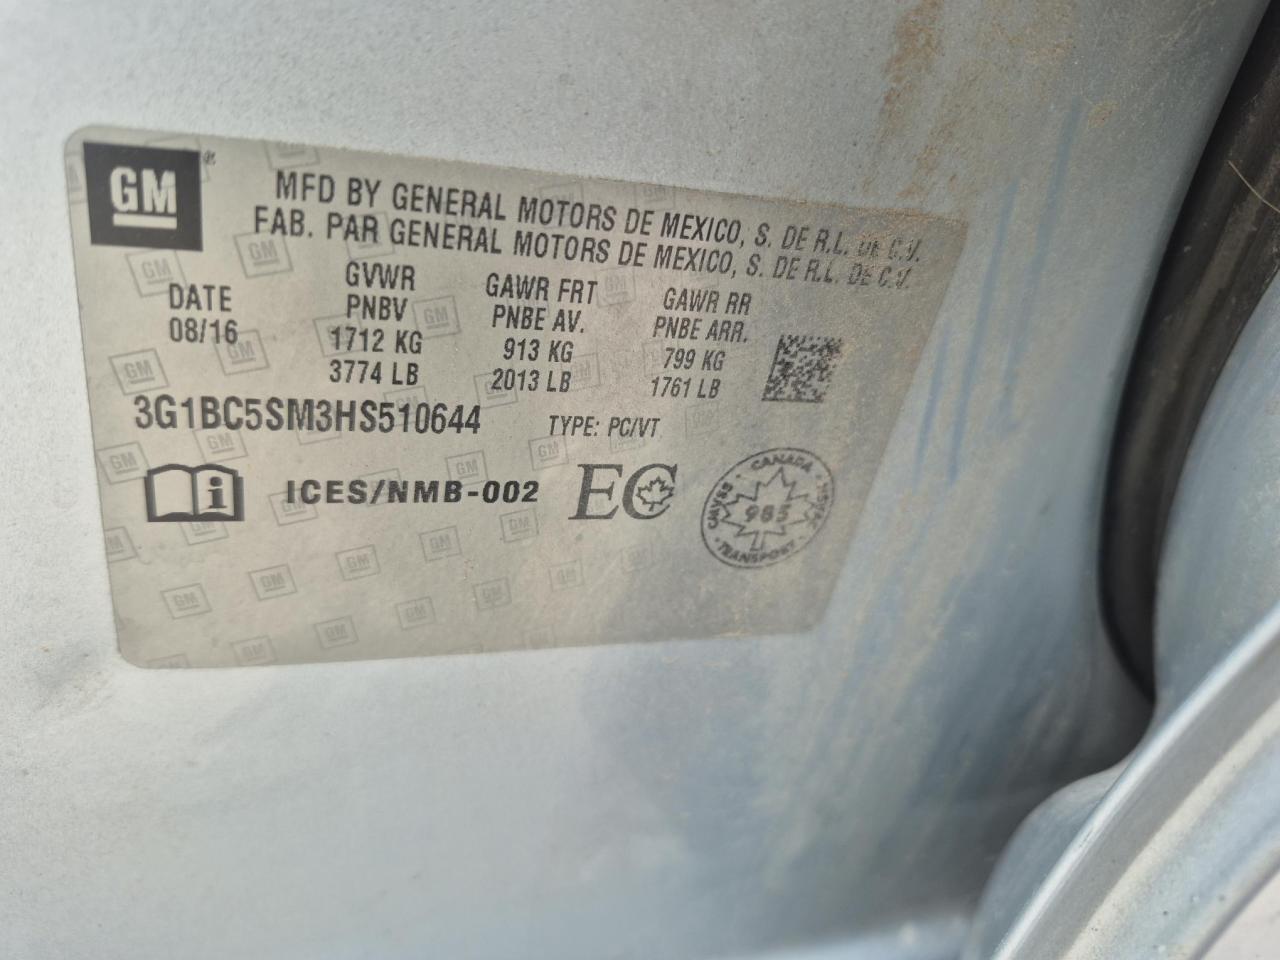 GM
MFD BY GENERAL MOTORS DE MEXICO, S. DE R.L. DE C.V.
FAB. PAR GENERAL MOTORS DE MEXICO, S. DE R.L. DE C.V.
DATE
08/16
GVWR
PNBV
1712 KG
3774 LB
GAWR FRT
PNBE AV.
913 KG
2013 LB
GAWR RR
PNBE ARR.
799 KG
1761 LB
3G1BC5SM3HS510644 TYPE: PC/VT
ICES/NMB-002 EC
CANADA
985
TRANSPORT